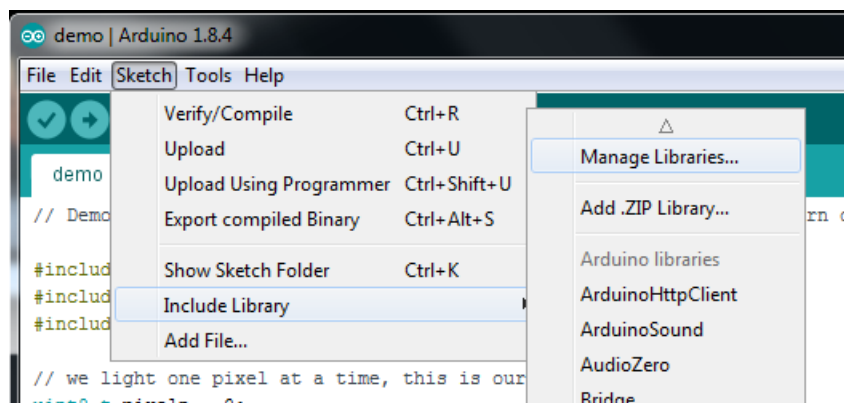 demo | Arduino 1.8.4
File Edit Sketch Tools Help
Verify/Compile Ctrl+R
Upload Ctrl+U
Upload Using Programmer Ctrl+Shift+U
Export compiled Binary Ctrl+Alt+S
Show Sketch Folder Ctrl+K
Include Library
Add File...
Manage Libraries...
Add .ZIP Library...
Arduino libraries
ArduinoHttpClient
ArduinoSound
AudioZero
Bridge
demo
// Demo
#includ
#includ
#includ
// we light one pixel at a time, this is our